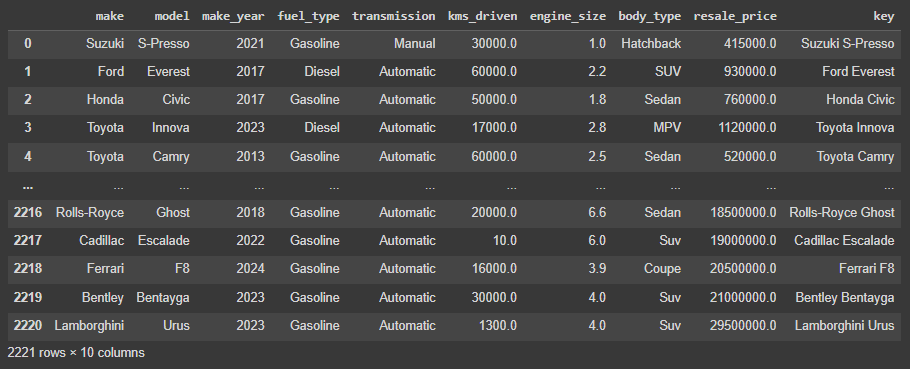 make model make_year fuel_type transmission kms_driven engine_size body_type resale_price key
0 Suzuki S-Presso 2021 Gasoline Manual 30000.0 1.0 Hatchback 415000.0 Suzuki S-Presso
1 Ford Everest 2017 Diesel Automatic 60000.0 2.2 SUV 930000.0 Ford Everest
2 Honda Civic 2017 Gasoline Automatic 50000.0 1.8 Sedan 760000.0 Honda Civic
3 Toyota Innova 2023 Diesel Automatic 17000.0 2.8 MPV 1120000.0 Toyota Innova
4 Toyota Camry 2013 Gasoline Automatic 60000.0 2.5 Sedan 520000.0 Toyota Camry
... ... ... ... ... ... ... ... ... ... ...
2216 Rolls-Royce Ghost 2018 Gasoline Automatic 20000.0 6.6 Sedan 18500000.0 Rolls-Royce Ghost
2217 Cadillac Escalade 2022 Gasoline Automatic 10.0 6.0 Suv 19000000.0 Cadillac Escalade
2218 Ferrari F8 2024 Gasoline Automatic 16000.0 3.9 Coupe 20500000.0 Ferrari F8
2219 Bentley Bentayga 2023 Gasoline Automatic 30000.0 4.0 Suv 21000000.0 Bentley Bentayga
2220 Lamborghini Urus 2023 Gasoline Automatic 1300.0 4.0 Suv 29500000.0 Lamborghini Urus
2221 rows × 10 columns